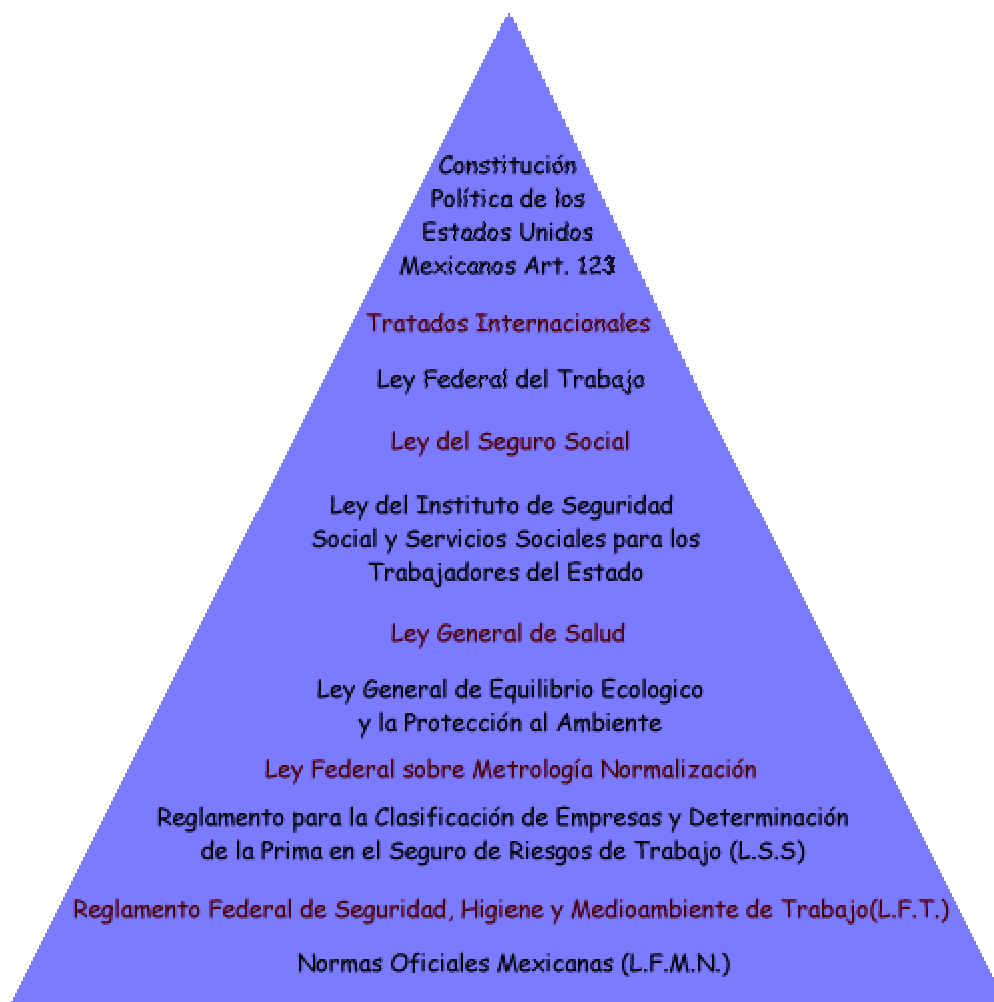 Constitución
Política de los
Estados Unidos
Mexicanos Art. 123
Tratados Internacionales
Ley Federal del Trabajo
Ley del Seguro Social
Ley del Instituto de Seguridad
Social y Servicios Sociales para los
Trabajadores del Estado
Ley General de Salud
Ley General de Equilibrio Ecologico
y la Protección al Ambiente
Ley Federal sobre Metrología Normalización
Reglamento para la Clasificación de Empresas y Determinación
de la Prima en el Seguro de Riesgos de Trabajo (L.S.S)
Reglamento Federal de Seguridad, Higiene y Medioambiente de Trabajo(L.F.T.)
Normas Oficiales Mexicanas (L.F.M.N.)